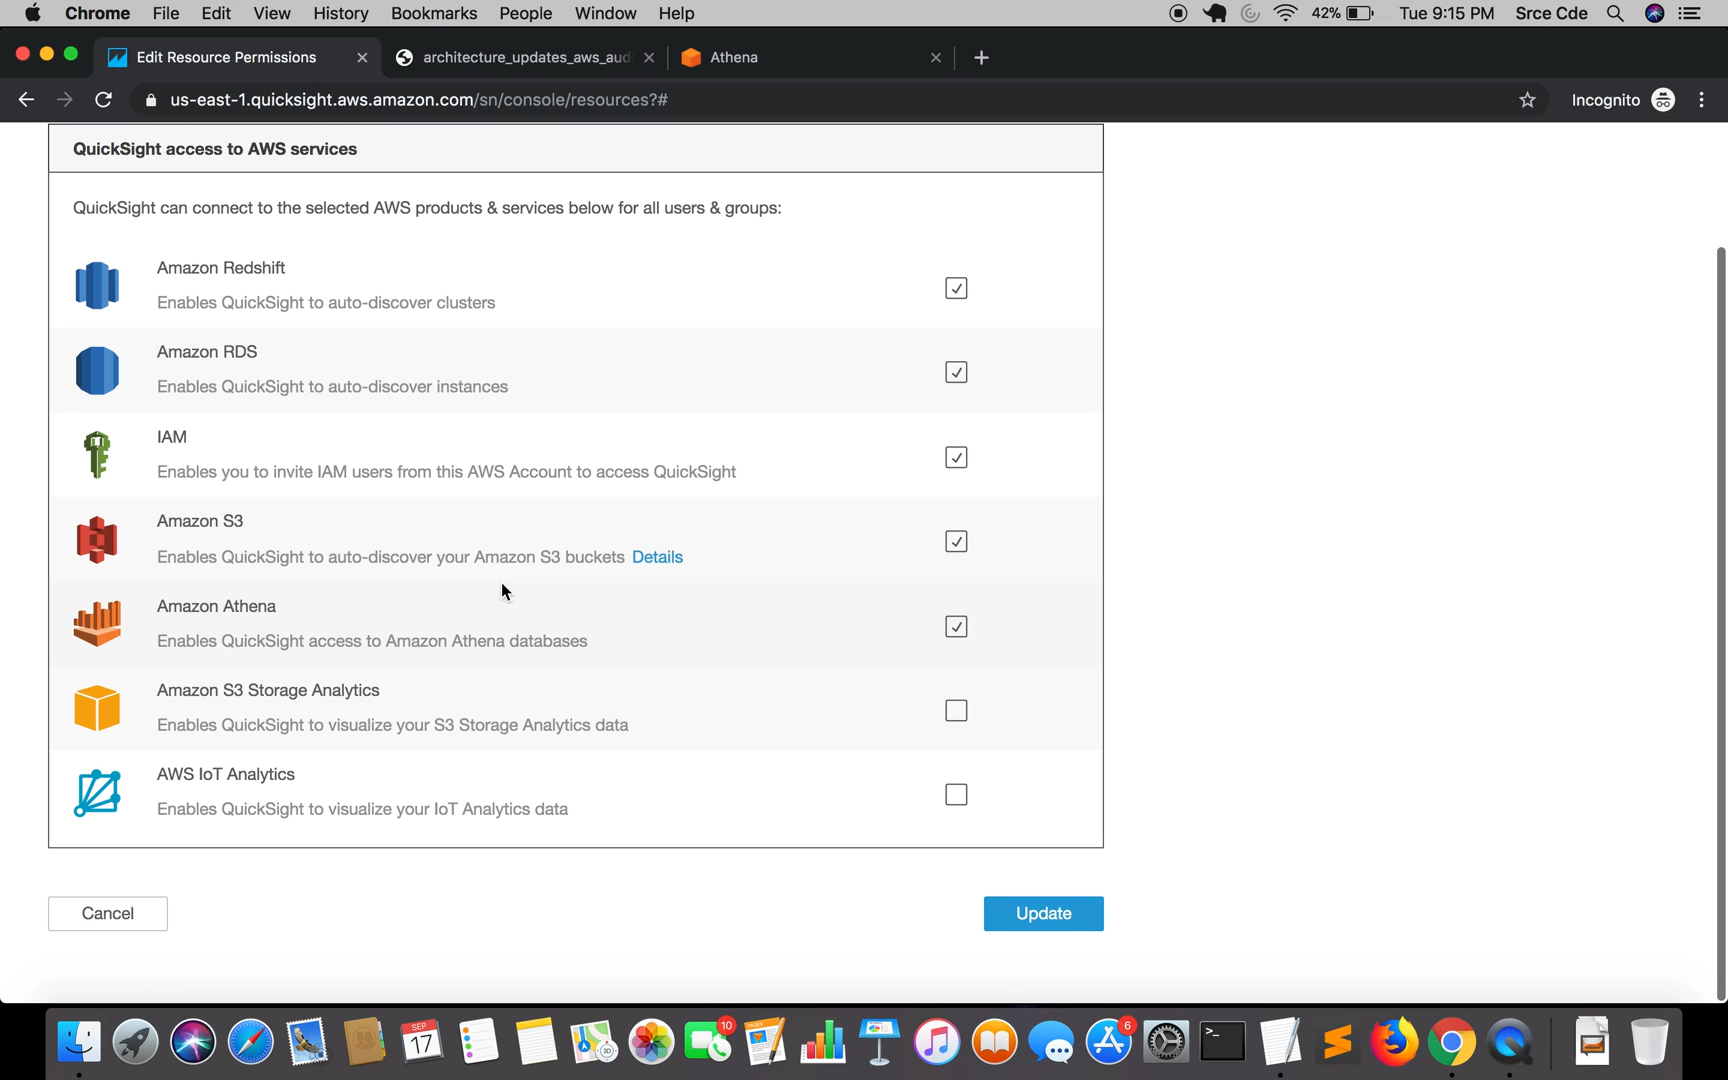 Chrome File Edit View History Bookmarks People Window Help 42% Tue 9:15 PM Srce Cde
Edit Resource Permissions architecture_updates_aws_aud Athena
us-east-1.quicksight.aws.amazon.com/sn/console/resources?# Incognito
QuickSight access to AWS services
QuickSight can connect to the selected AWS products & services below for all users & groups:
Amazon Redshift
Enables QuickSight to auto-discover clusters
Amazon RDS
Enables QuickSight to auto-discover instances
IAM
Enables you to invite IAM users from this AWS Account to access QuickSight
Amazon S3
Enables QuickSight to auto-discover your Amazon S3 buckets Details
Amazon Athena
Enables QuickSight access to Amazon Athena databases
Amazon S3 Storage Analytics
Enables QuickSight to visualize your S3 Storage Analytics data
AWS IoT Analytics
Enables QuickSight to visualize your IoT Analytics data
Cancel Update
SEP
17
3D
10
PAGES
6
>_